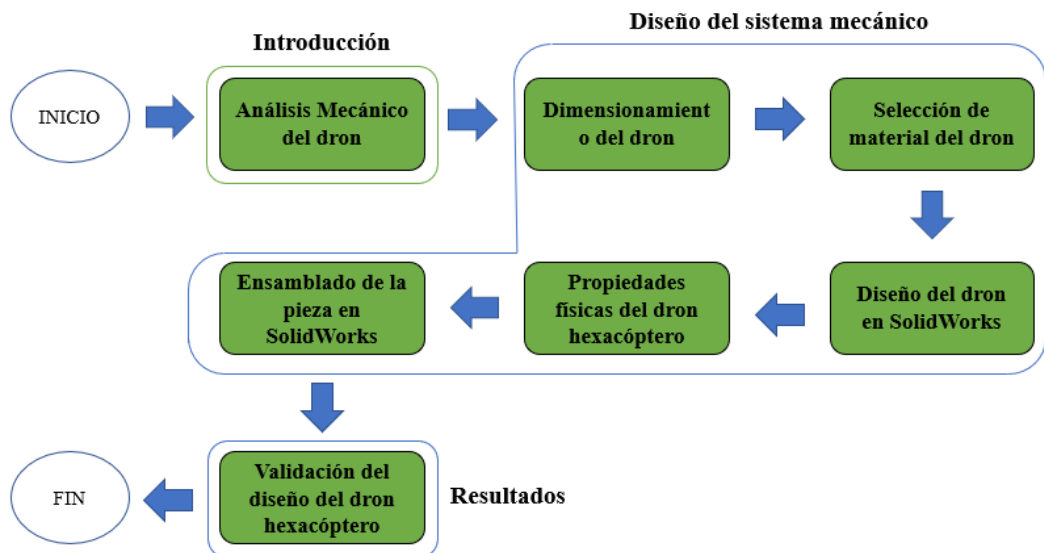 Introducción
Diseño del sistema mecánico
INICIO
Análisis Mecánico
del dron
Dimensionamient
o del dron
Selección de
material del dron
Ensamblado de la
pieza en
SolidWorks
Propiedades
físicas del dron
hexacóptero
Diseño del dron
en SolidWorks
FIN
Validación del
diseño del dron
hexacóptero
Resultados